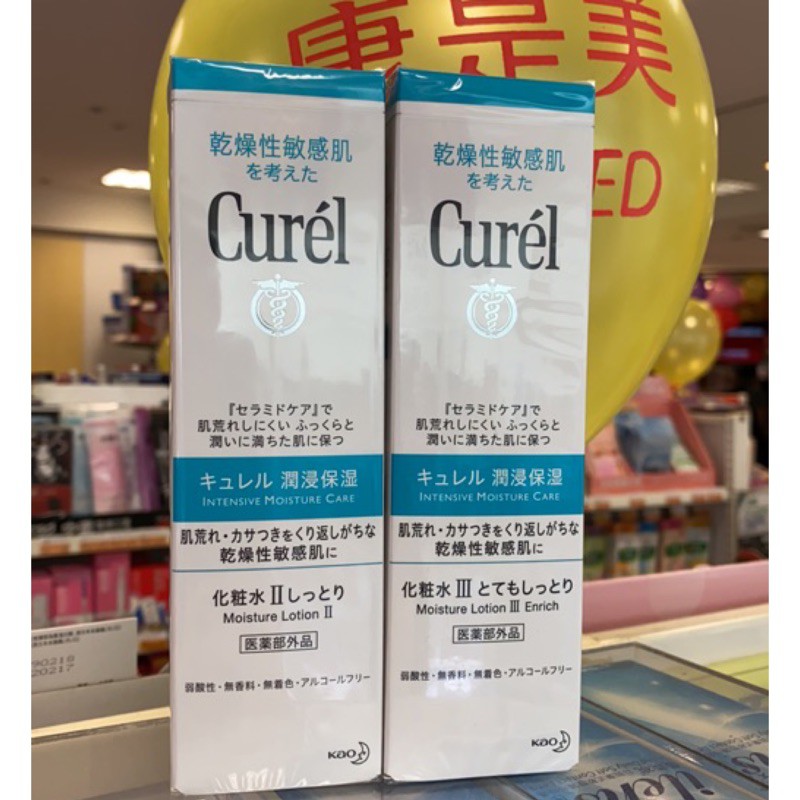 康是美
ED
乾燥性敏感肌
を考えた
Curél
『セラミドケア』で
肌荒れしにくい ふっくらと
潤いに満ちた肌に保つ
キュレル 潤浸保湿
INTENSIVE MOISTURE CARE
肌荒れ・カサつきをくり返しがちな
乾燥性敏感肌に
化粧水 II しっとり
Moisture Lotion II
医薬部外品
弱酸性・無香料・無着色・アルコールフリー
Kao
乾燥性敏感肌
を考えた
Curél
『セラミドケア』で
肌荒れしにくい ふっくらと
潤いに満ちた肌に保つ
キュレル 潤浸保湿
INTENSIVE MOISTURE CARE
肌荒れ・カサつきをくり返しがちな
乾燥性敏感肌に
化粧水 III とてもしっとり
Moisture Lotion III Enrich
医薬部外品
弱酸性・無香料・無着色・アルコールフリー
Kao
90218
20217